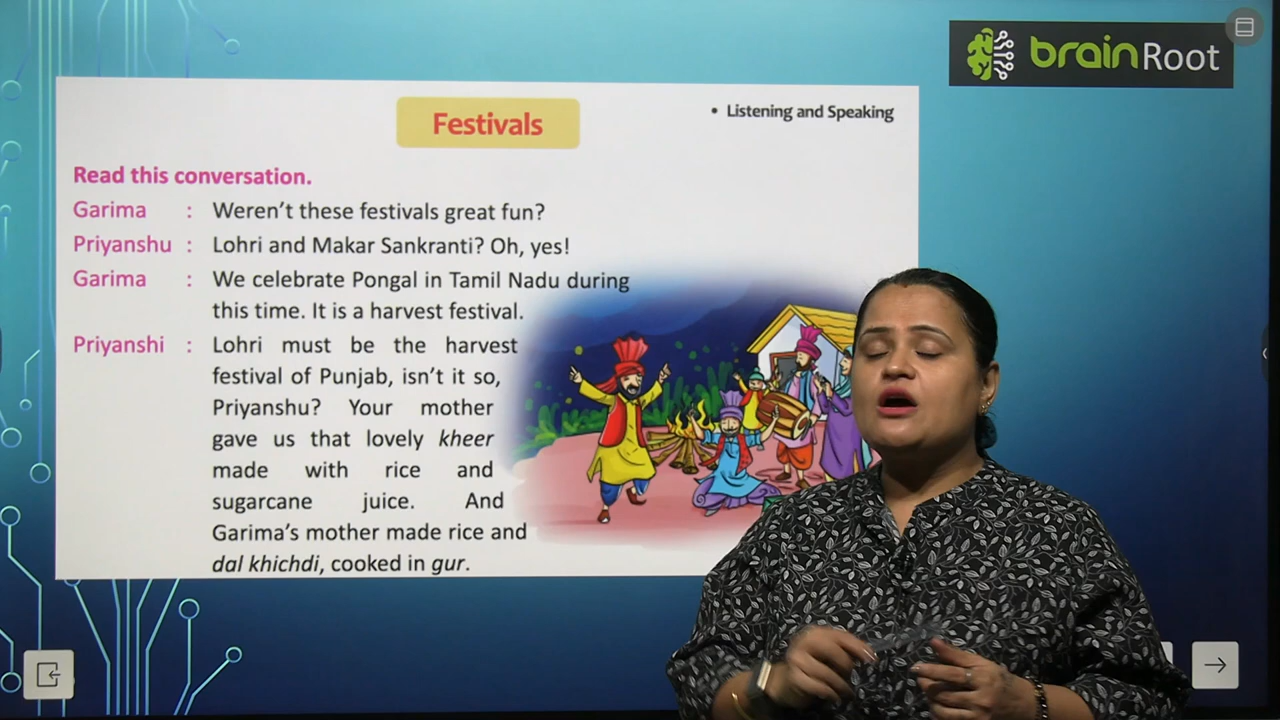 brainRoot
Festivals
• Listening and Speaking
Read this conversation.
Garima : Weren't these festivals great fun?
Priyanshu : Lohri and Makar Sankranti? Oh, yes!
Garima : We celebrate Pongal in Tamil Nadu during
this time. It is a harvest festival.
Priyanshi : Lohri must be the harvest
festival of Punjab, isn't it so,
Priyanshu? Your mother
gave us that lovely kheer
made with rice and
sugarcane juice. And
Garima's mother made rice and
dal khichdi, cooked in gur.